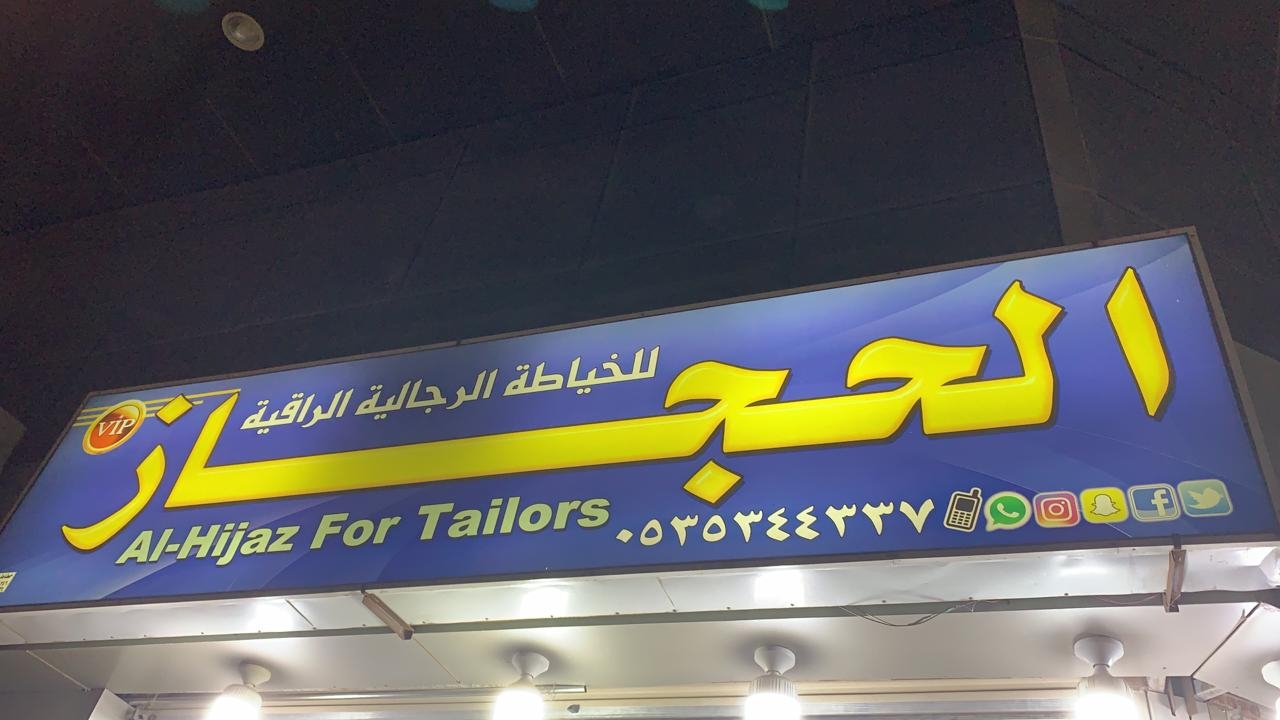 الحجاز
للخياطة الرجالية الراقية
VIP
Al-Hijaz For Tailors
٠٥٣٥٣٤٤٣٣٧